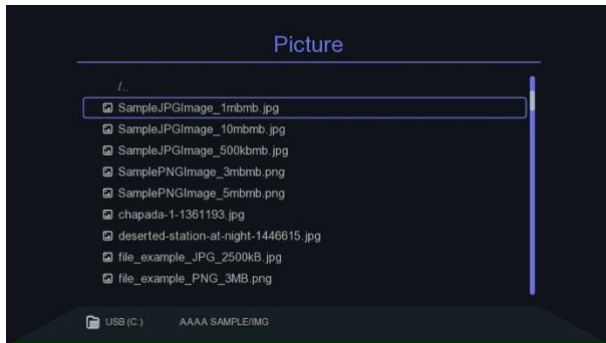 Picture
/..
SampleJPGImage_1mbmb.jpg
SampleJPGImage_10mbmb.jpg
SampleJPGImage_500kbmb.jpg
SamplePNGImage_3mbmb.png
SamplePNGImage_5mbmb.png
chapada-1-1361193.jpg
deserted-station-at-night-1446615.jpg
file_example_JPG_2500kB.jpg
file_example_PNG_3MB.png
USB (C:) AAAA SAMPLE/IMG